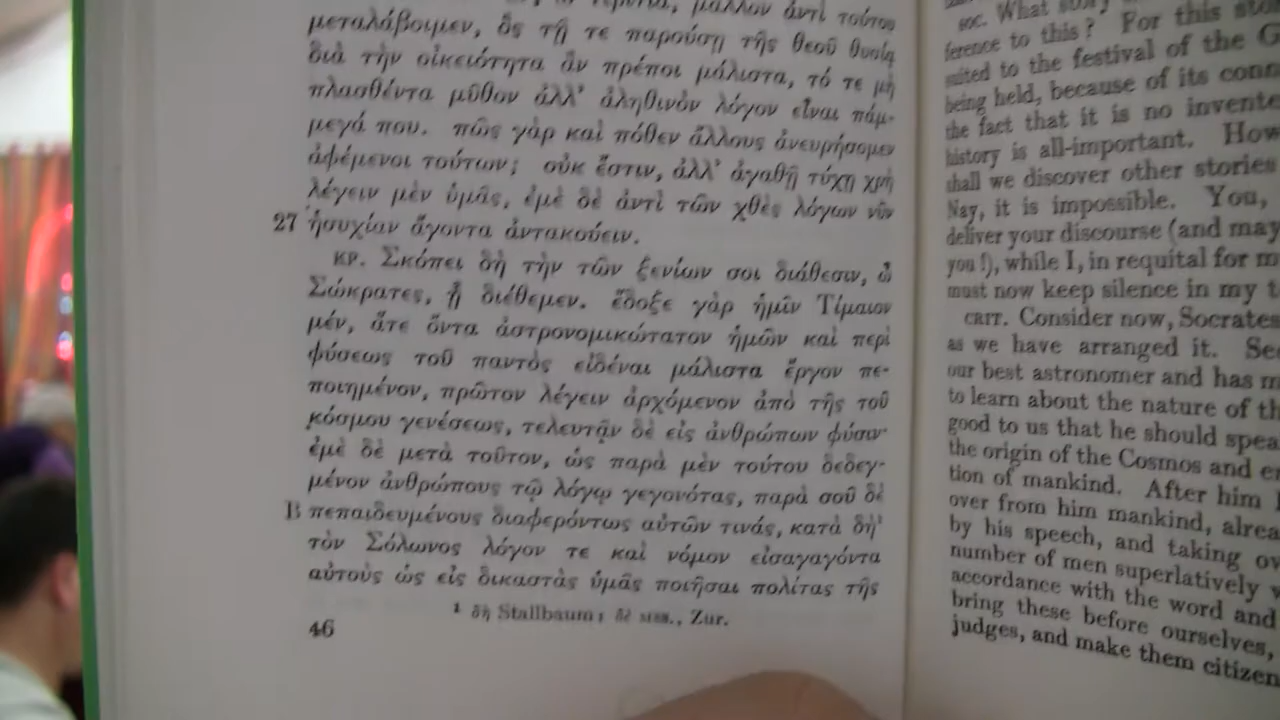 μᾶλλον ἀντὶ τούτου
μεταλάβοιμεν, ὃς τῇ τε παρούσῃ τῆς θεοῦ θυσίᾳ
διὰ τὴν οἰκειότητα ἂν πρέποι μάλιστα, τό τε μὴ
πλασθέντα μῦθον ἀλλ' ἀληθινὸν λόγον εἶναι πάμ-
μεγά που. πῶς γὰρ καὶ πόθεν ἄλλους ἀνευρήσομεν
ἀφέμενοι τούτων; οὐκ ἔστιν, ἀλλ' ἀγαθῇ τύχῃ χρὴ
λέγειν μὲν ὑμᾶς, ἐμὲ δὲ ἀντὶ τῶν χθὲς λόγων νῦν
27 ἡσυχίαν ἄγοντα ἀντακούειν.
ΚΡ. Σκόπει δὴ τὴν τῶν ξενίων σοι διάθεσιν, ὦ
Σώκρατες, ᾗ διέθεμεν. ἔδοξε γὰρ ἡμῖν Τίμαιον
μέν, ἅτε ὄντα ἀστρονομικώτατον ἡμῶν καὶ περὶ
φύσεως τοῦ παντὸς εἰδέναι μάλιστα ἔργον πε-
ποιημένον, πρῶτον λέγειν ἀρχόμενον ἀπὸ τῆς τοῦ
κόσμου γενέσεως, τελευτᾷν δὲ εἰς ἀνθρώπων φύσιν·
ἐμὲ δὲ μετὰ τοῦτον, ὡς παρὰ μὲν τούτου δεδεγ-
μένον ἀνθρώπους τῷ λόγῳ γεγονότας, παρὰ σοῦ δὲ
Β πεπαιδευμένους διαφερόντως αὐτῶν τινάς, κατὰ δὴ¹
τὸν Σόλωνος λόγον τε καὶ νόμον εἰσαγαγόντα
αὐτοὺς ὡς εἰς δικαστὰς ὑμᾶς ποιῆσαι πολίτας τῆς
¹ δὴ Stallbaum; δὲ MSS., Zur.
46
soc. What story
ference to this? For this
suited to the festival of the
being held, because of its
the fact that it is no
history is all-important. How
shall we discover other stories
Nay, it is impossible. You,
deliver your discourse (and may
you!), while I, in requital for
must now keep silence in my
CRIT. Consider now, Socrates
as we have arranged it.
our best astronomer and has
to learn about the nature of
good to us that he should
the origin of the Cosmos and
tion of mankind. After him
over from him mankind,
by his speech, and taking
number of men superlatively
accordance with the word and
bring these before ourselves,
judges, and make them